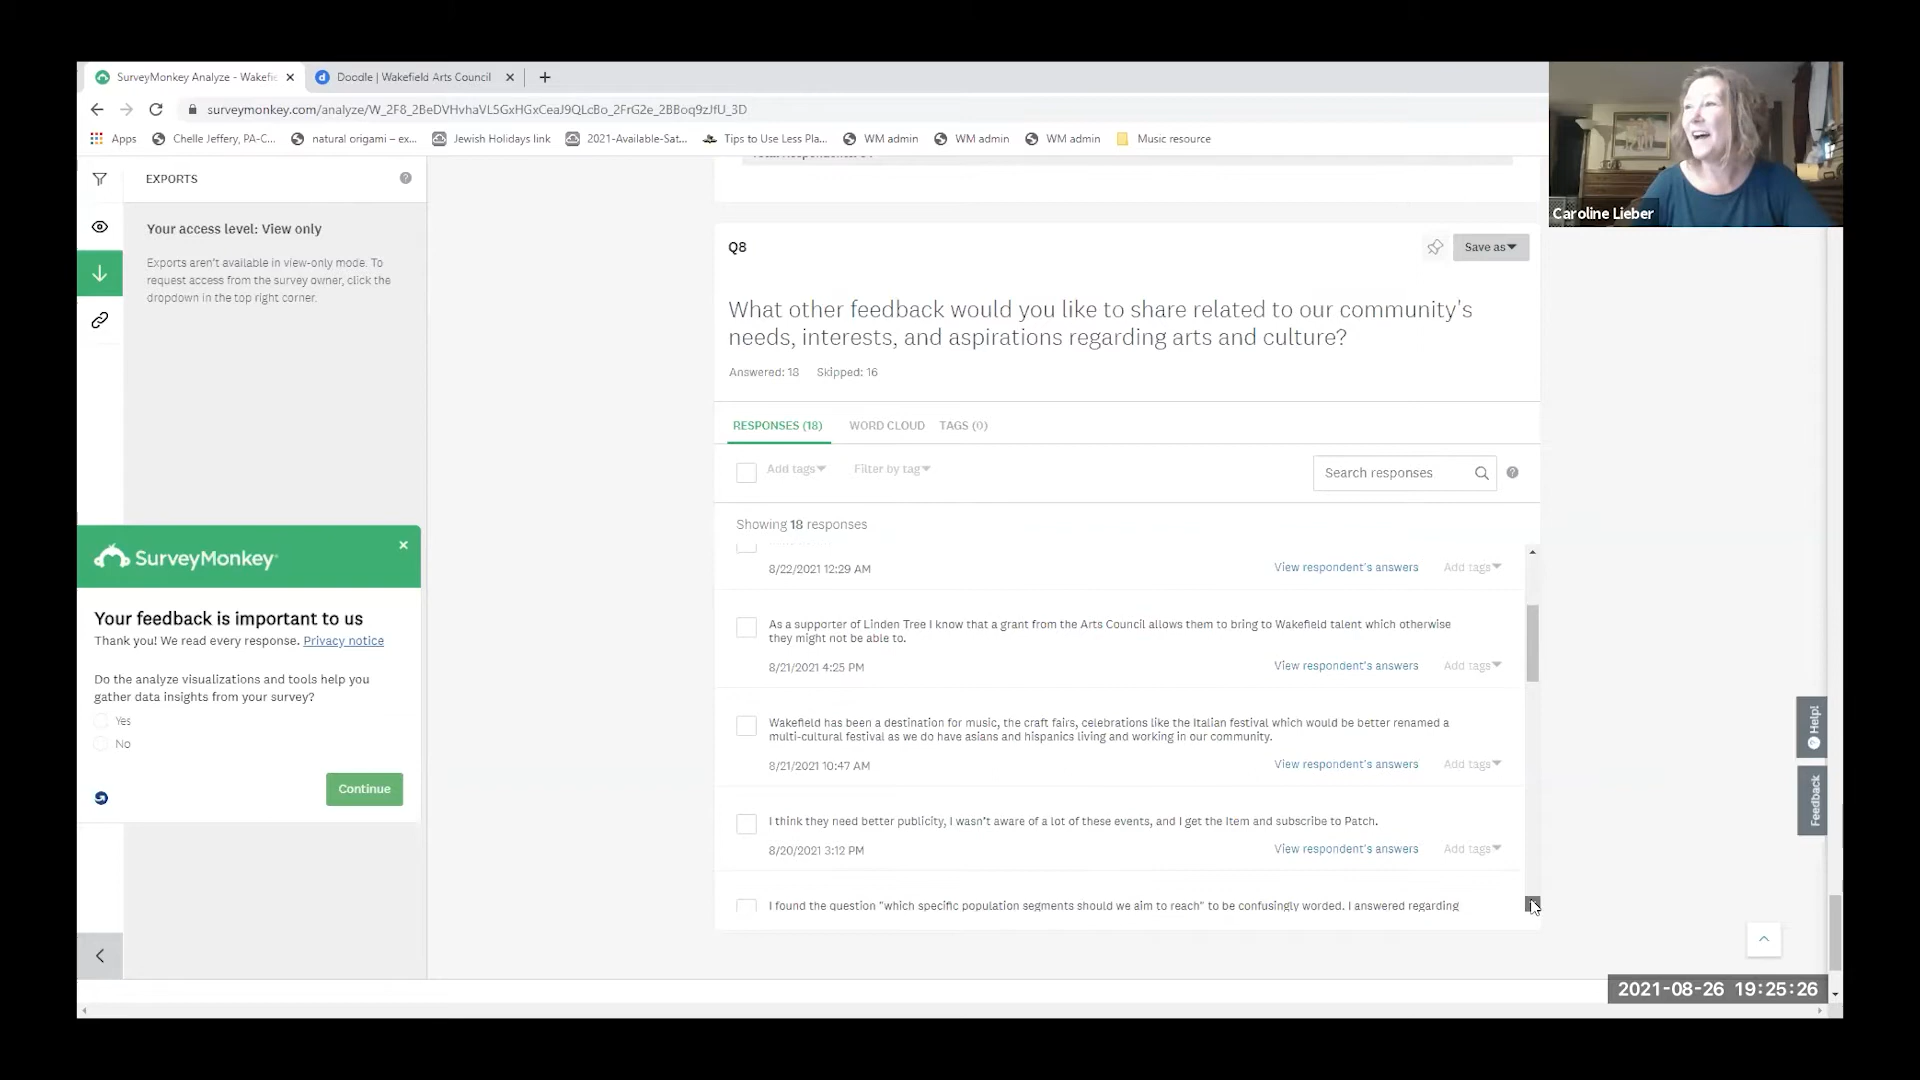 SurveyMonkey Analyze - Wakefie
Doodle | Wakefield Arts Council
surveymonkey.com/analyze/W_2F8_2BeDVHvhaVL5GxHGxCeaJ9QLcBo_2FrG2e_2BBoq9zJfU_3D
Apps Chelle Jeffery, PA-C... natural origami – ex... Jewish Holidays link 2021-Available-Sat... Tips to Use Less Pla... WM admin WM admin WM admin Music resource
Caroline Lieber
EXPORTS
Your access level: View only
Exports aren't available in view-only mode. To
request access from the survey owner, click the
dropdown in the top right corner.
Q8
Save as
What other feedback would you like to share related to our community's
needs, interests, and aspirations regarding arts and culture?
Answered: 18 Skipped: 16
RESPONSES (18) WORD CLOUD TAGS (0)
Add tags Filter by tag
Search responses
Showing 18 responses
8/22/2021 12:29 AM View respondent's answers Add tags
As a supporter of Linden Tree I know that a grant from the Arts Council allows them to bring to Wakefield talent which otherwise
they might not be able to.
8/21/2021 4:25 PM View respondent's answers Add tags
Wakefield has been a destination for music, the craft fairs, celebrations like the Italian festival which would be better renamed a
multi-cultural festival as we do have asians and hispanics living and working in our community.
8/21/2021 10:47 AM View respondent's answers Add tags
I think they need better publicity, I wasn't aware of a lot of these events, and I get the Item and subscribe to Patch.
8/20/2021 3:12 PM View respondent's answers Add tags
I found the question "which specific population segments should we aim to reach" to be confusingly worded. I answered regarding
SurveyMonkey
Your feedback is important to us
Thank you! We read every response. Privacy notice
Do the analyze visualizations and tools help you
gather data insights from your survey?
Yes
No
Continue
Help!
Feedback
2021-08-26 19:25:26